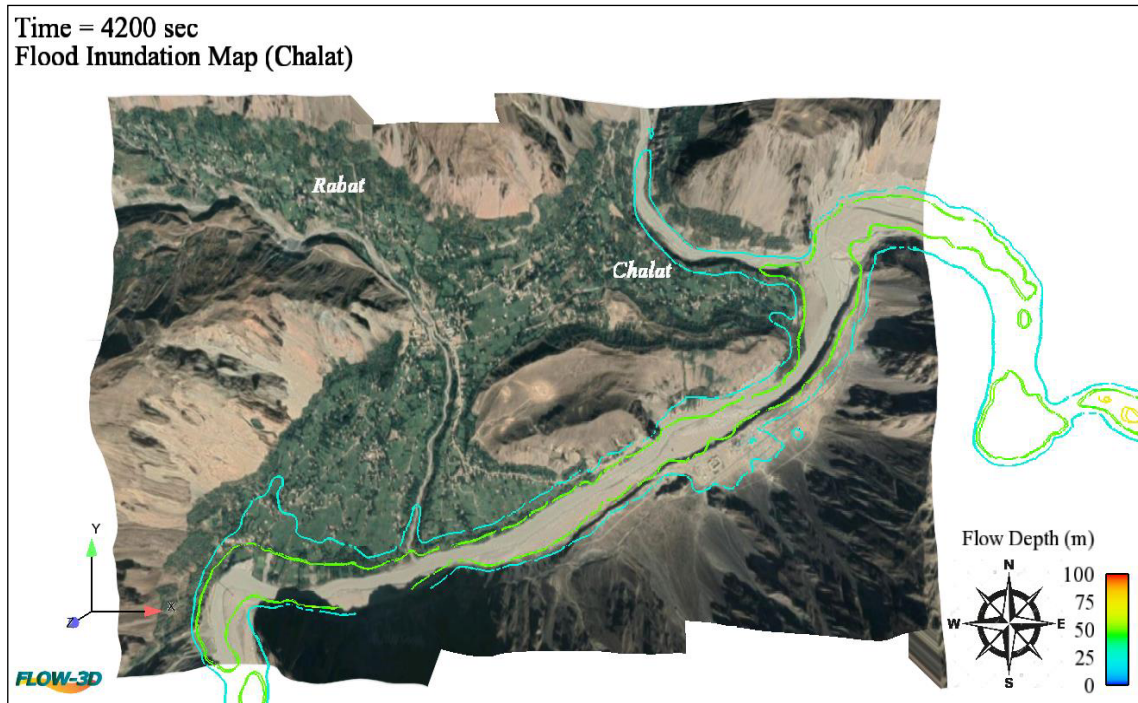 Time = 4200 sec
Flood Inundation Map (Chalat)
Rabat
Chalat
Y
X
Z
Flow Depth (m)
N
W E
S
100
75
50
25
0
FLOW-3D